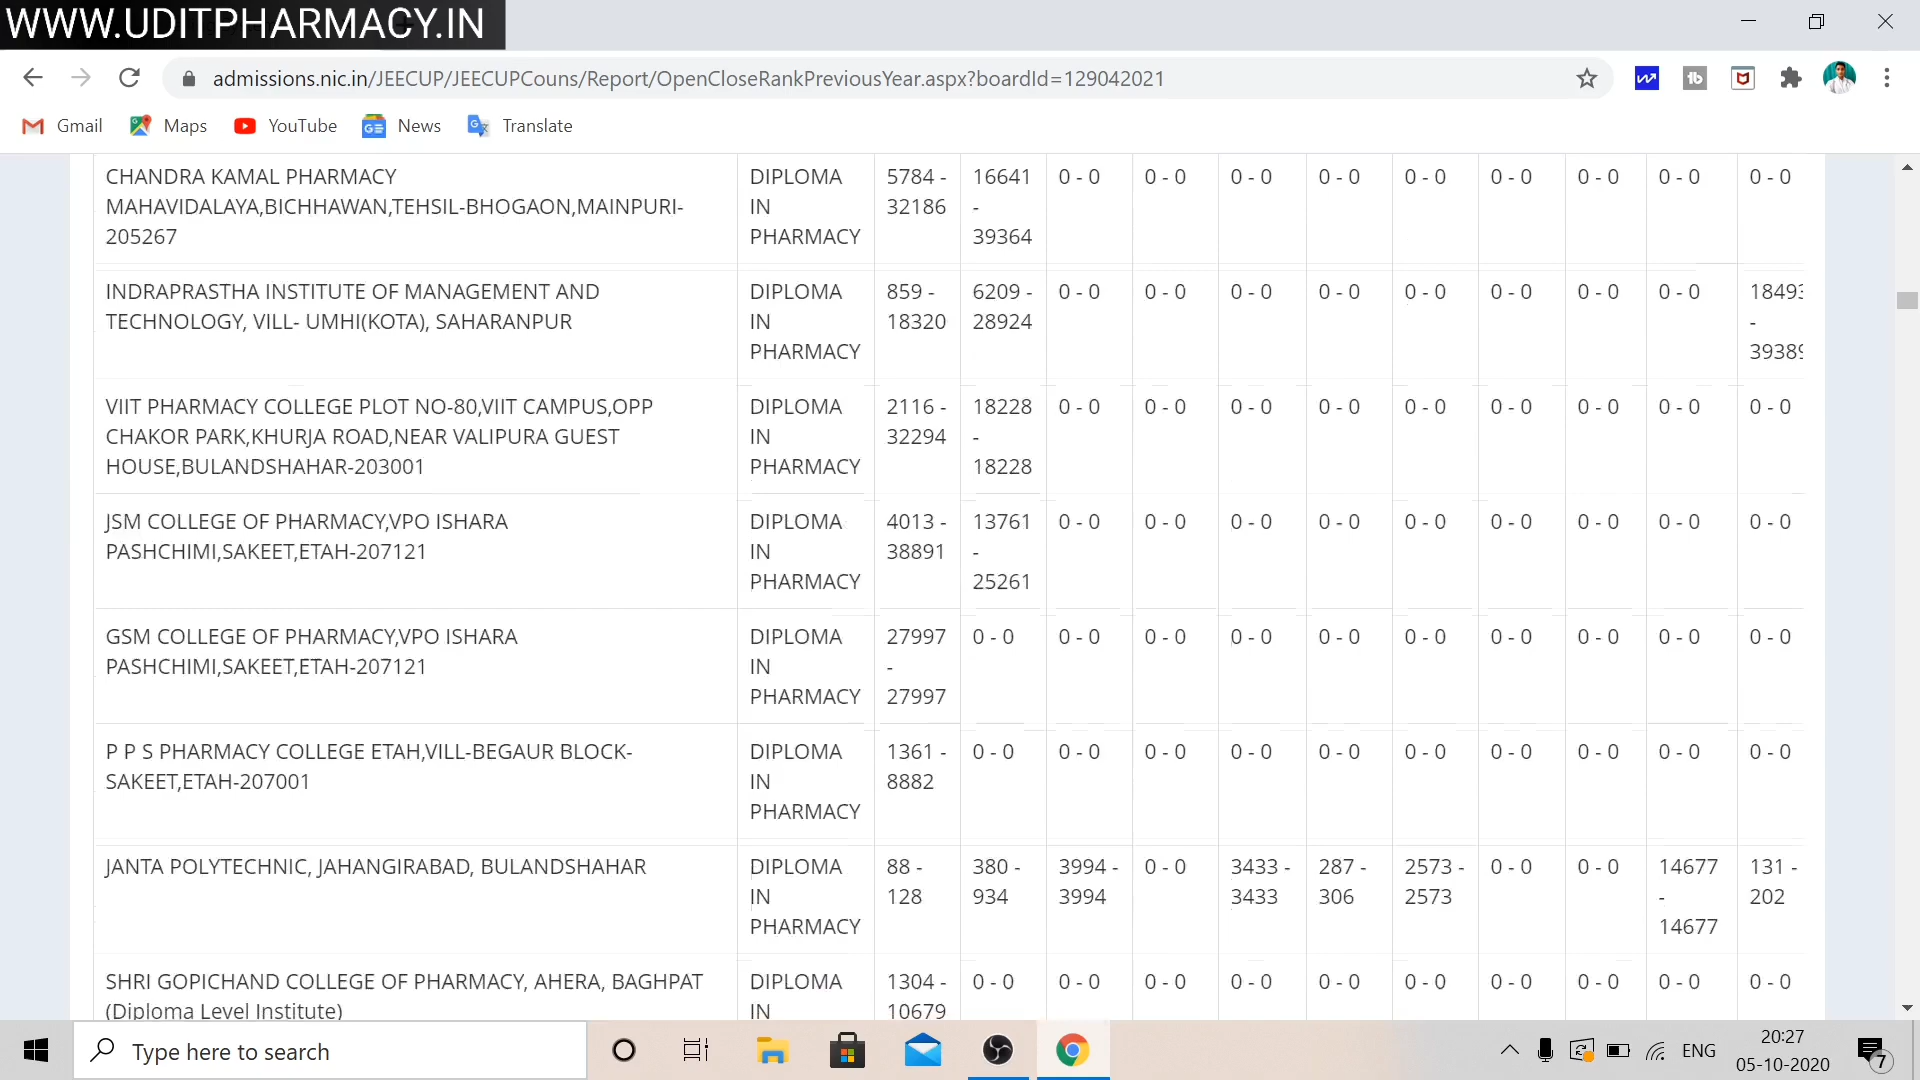 WWW.UDITPHARMACY.IN
admissions.nic.in/JEECUP/JEECUPCouns/Report/OpenCloseRankPreviousYear.aspx?boardId=129042021
Gmail Maps YouTube News Translate
CHANDRA KAMAL PHARMACY DIPLOMA 5784 - 16641 0 - 0 0 - 0 0 - 0 0 - 0 0 - 0 0 - 0 0 - 0 0 - 0 0 - 0
MAHAVIDALAYA,BICHHAWAN,TEHSIL-BHOGAON,MAINPURI- IN 32186 -
205267 PHARMACY 39364
INDRAPRASTHA INSTITUTE OF MANAGEMENT AND DIPLOMA 859 - 6209 - 0 - 0 0 - 0 0 - 0 0 - 0 0 - 0 0 - 0 0 - 0 0 - 0 18493
TECHNOLOGY, VILL- UMHI(KOTA), SAHARANPUR IN 18320 28924 -
PHARMACY 39389
VIIT PHARMACY COLLEGE PLOT NO-80,VIIT CAMPUS,OPP DIPLOMA 2116 - 18228 0 - 0 0 - 0 0 - 0 0 - 0 0 - 0 0 - 0 0 - 0 0 - 0 0 - 0
CHAKOR PARK,KHURJA ROAD,NEAR VALIPURA GUEST IN 32294 -
HOUSE,BULANDSHAHAR-203001 PHARMACY 18228
JSM COLLEGE OF PHARMACY,VPO ISHARA DIPLOMA 4013 - 13761 0 - 0 0 - 0 0 - 0 0 - 0 0 - 0 0 - 0 0 - 0 0 - 0 0 - 0
PASHCHIMI,SAKEET,ETAH-207121 IN 38891 -
PHARMACY 25261
GSM COLLEGE OF PHARMACY,VPO ISHARA DIPLOMA 27997 0 - 0 0 - 0 0 - 0 0 - 0 0 - 0 0 - 0 0 - 0 0 - 0 0 - 0 0 - 0
PASHCHIMI,SAKEET,ETAH-207121 IN -
PHARMACY 27997
P P S PHARMACY COLLEGE ETAH,VILL-BEGAUR BLOCK- DIPLOMA 1361 - 0 - 0 0 - 0 0 - 0 0 - 0 0 - 0 0 - 0 0 - 0 0 - 0 0 - 0 0 - 0
SAKEET,ETAH-207001 IN 8882
PHARMACY
JANTA POLYTECHNIC, JAHANGIRABAD, BULANDSHAHAR DIPLOMA 88 - 380 - 3994 - 0 - 0 3433 - 287 - 2573 - 0 - 0 0 - 0 14677 131 -
IN 128 934 3994 3433 306 2573 - 202
PHARMACY 14677
SHRI GOPICHAND COLLEGE OF PHARMACY, AHERA, BAGHPAT DIPLOMA 1304 - 0 - 0 0 - 0 0 - 0 0 - 0 0 - 0 0 - 0 0 - 0 0 - 0 0 - 0 0 - 0
(Diploma Level Institute) IN 10679
Type here to search
ENG
20:27
05-10-2020
7